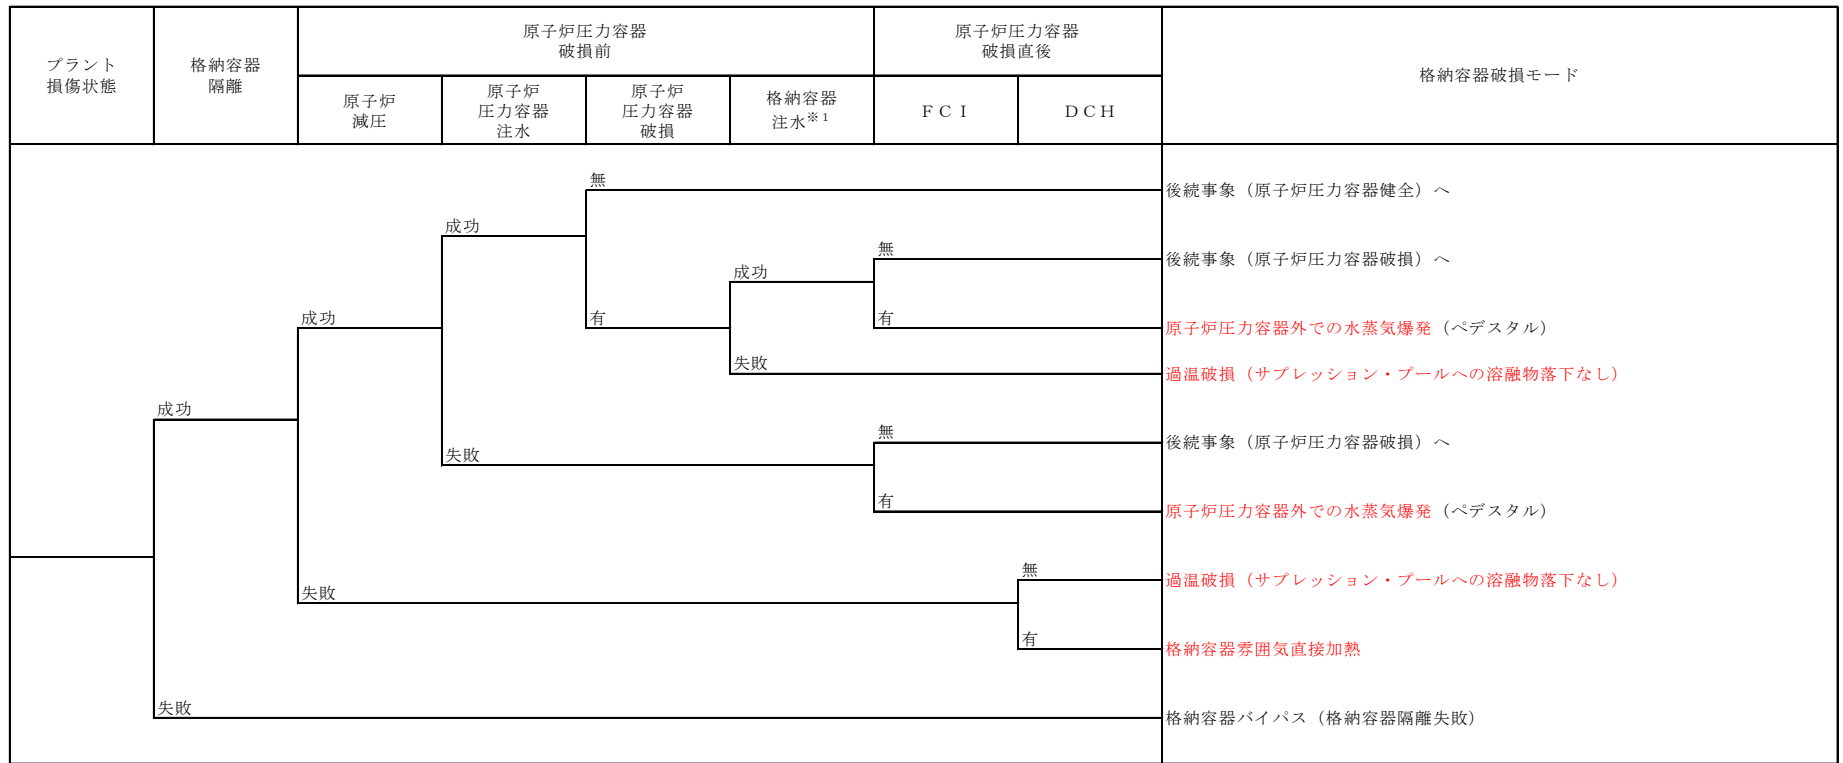 プラント
損傷状態
格納容器
隔離
原子炉圧力容器
破損前
原子炉圧力容器
破損直後
格納容器破損モード
原子炉
減圧
原子炉
圧力容器
注水
原子炉
圧力容器
破損
格納容器
注水※1
ＦＣＩ
ＤＣＨ
無
後続事象（原子炉圧力容器健全）へ
成功
無
後続事象（原子炉圧力容器破損）へ
成功
成功
有
有
原子炉圧力容器外での水蒸気爆発（ペデスタル）
失敗
過温破損（サプレッション・プールへの溶融物落下なし）
成功
無
後続事象（原子炉圧力容器破損）へ
失敗
有
原子炉圧力容器外での水蒸気爆発（ペデスタル）
無
過温破損（サプレッション・プールへの溶融物落下なし）
失敗
有
格納容器雰囲気直接加熱
失敗
格納容器バイパス（格納容器隔離失敗）